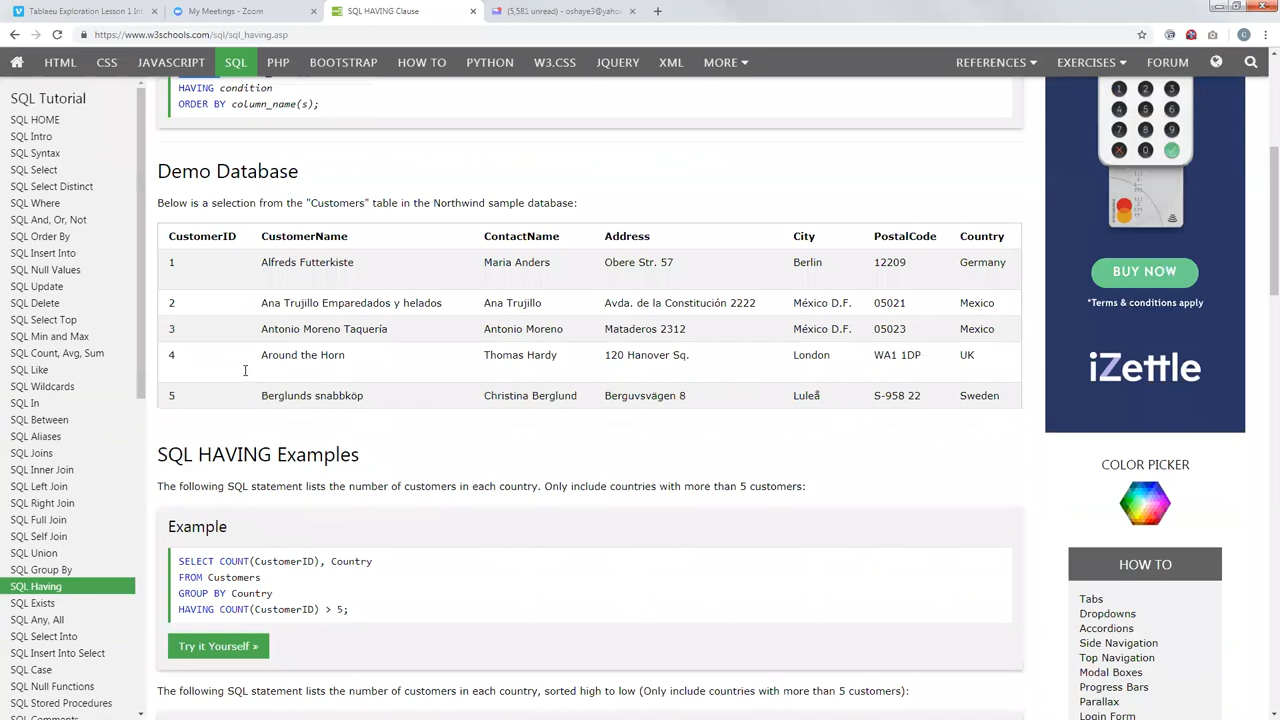 Tablaeu Exploration Lesson 1 Int
My Meetings - Zoom
SQL HAVING Clause
(5,581 unread) - oshaye3@yaho
https://www.w3schools.com/sql/sql_having.asp
C
HTML CSS JAVASCRIPT SQL PHP BOOTSTRAP HOW TO PYTHON W3.CSS JQUERY XML MORE REFERENCES EXERCISES FORUM
SQL Tutorial
SQL HOME
SQL Intro
SQL Syntax
SQL Select
SQL Select Distinct
SQL Where
SQL And, Or, Not
SQL Order By
SQL Insert Into
SQL Null Values
SQL Update
SQL Delete
SQL Select Top
SQL Min and Max
SQL Count, Avg, Sum
SQL Like
SQL Wildcards
SQL In
SQL Between
SQL Aliases
SQL Joins
SQL Inner Join
SQL Left Join
SQL Right Join
SQL Full Join
SQL Self Join
SQL Union
SQL Group By
SQL Having
SQL Exists
SQL Any, All
SQL Select Into
SQL Insert Into Select
SQL Case
SQL Null Functions
SQL Stored Procedures
SQL Comments
HAVING condition
ORDER BY column_name(s);
Demo Database
Below is a selection from the "Customers" table in the Northwind sample database:
CustomerID CustomerName ContactName Address City PostalCode Country
1 Alfreds Futterkiste Maria Anders Obere Str. 57 Berlin 12209 Germany
2 Ana Trujillo Emparedados y helados Ana Trujillo Avda. de la Constitución 2222 México D.F. 05021 Mexico
3 Antonio Moreno Taquería Antonio Moreno Mataderos 2312 México D.F. 05023 Mexico
4 Around the Horn Thomas Hardy 120 Hanover Sq. London WA1 1DP UK
5 Berglunds snabbköp Christina Berglund Berguvsvägen 8 Luleå S-958 22 Sweden
SQL HAVING Examples
The following SQL statement lists the number of customers in each country. Only include countries with more than 5 customers:
Example
SELECT COUNT(CustomerID), Country
FROM Customers
GROUP BY Country
HAVING COUNT(CustomerID) > 5;
Try it Yourself »
The following SQL statement lists the number of customers in each country, sorted high to low (Only include countries with more than 5 customers):
1 2 3
4 5 6
7 8 9
0
BUY NOW
*Terms & conditions apply
iZettle
COLOR PICKER
HOW TO
Tabs
Dropdowns
Accordions
Side Navigation
Top Navigation
Modal Boxes
Progress Bars
Parallax
Login Form